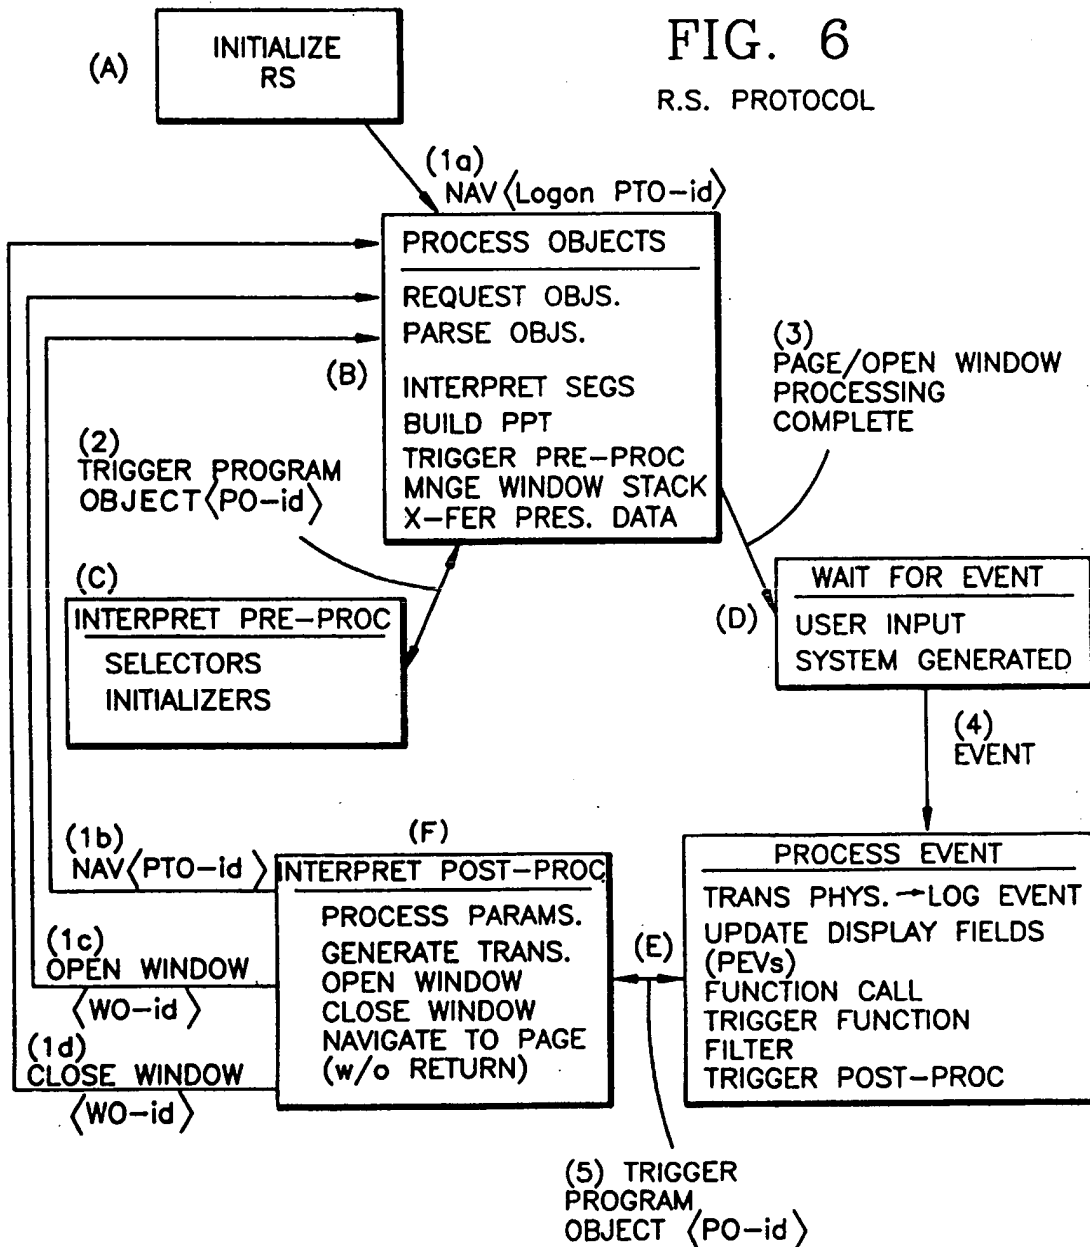 FIG. 6
R.S. PROTOCOL
(A)
INITIALIZE
RS
(1a)
NAV〈Logon PTO-id〉
PROCESS OBJECTS
REQUEST OBJS.
PARSE OBJS.
(B)
INTERPRET SEGS
BUILD PPT
TRIGGER PRE-PROC
MNGE WINDOW STACK
X-FER PRES. DATA
(3)
PAGE/OPEN WINDOW
PROCESSING
COMPLETE
(2)
TRIGGER PROGRAM
OBJECT〈PO-id〉
(C)
INTERPRET PRE-PROC
SELECTORS
INITIALIZERS
(D)
WAIT FOR EVENT
USER INPUT
SYSTEM GENERATED
(4)
EVENT
(1b)
NAV〈PTO-id〉
(1c)
OPEN WINDOW
〈WO-id〉
(1d)
CLOSE WINDOW
〈WO-id〉
(F)
INTERPRET POST-PROC
PROCESS PARAMS.
GENERATE TRANS.
OPEN WINDOW
CLOSE WINDOW
NAVIGATE TO PAGE
(w/o RETURN)
(E)
PROCESS EVENT
TRANS PHYS.→LOG EVENT
UPDATE DISPLAY FIELDS
(PEVs)
FUNCTION CALL
TRIGGER FUNCTION
FILTER
TRIGGER POST-PROC
(5) TRIGGER
PROGRAM
OBJECT 〈PO-id〉